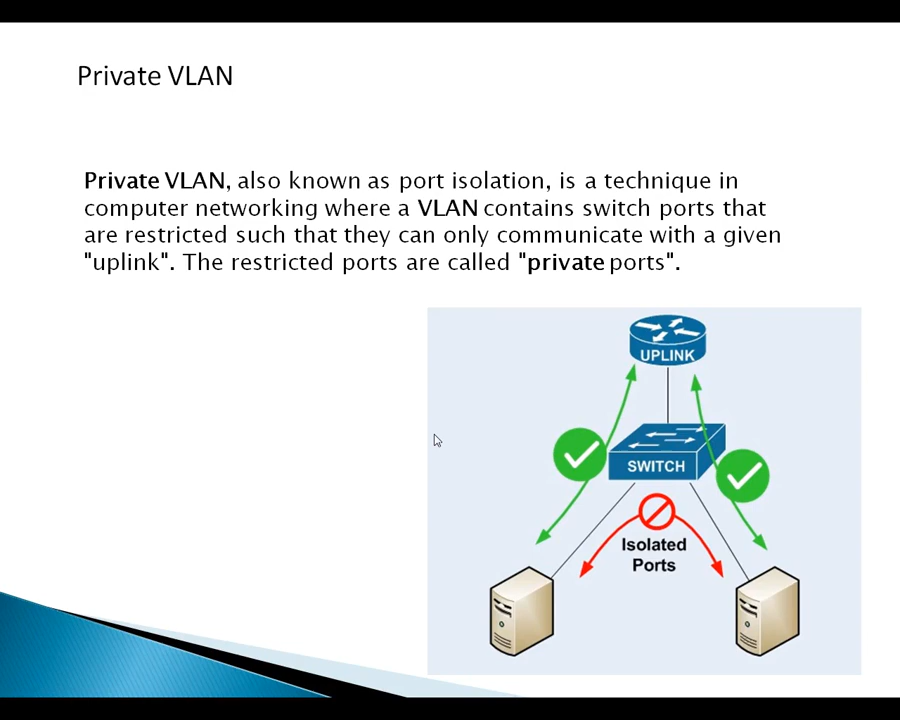 Private VLAN
Private VLAN, also known as port isolation, is a technique in
computer networking where a VLAN contains switch ports that
are restricted such that they can only communicate with a given
"uplink". The restricted ports are called "private ports".
UPLINK
SWITCH
Isolated
Ports